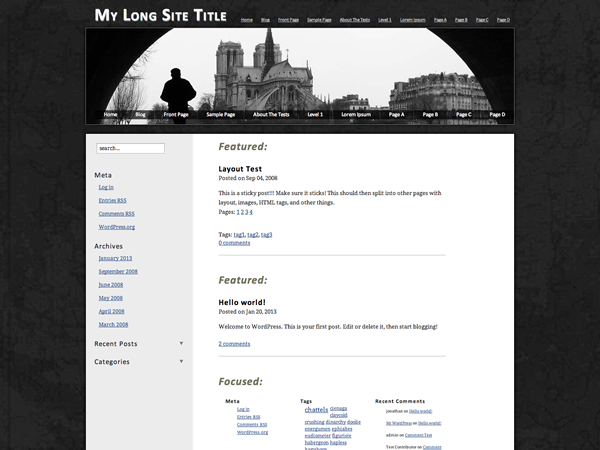 My Long Site Title
Home Blog Front Page Sample Page About The Tests Level 1 Lorem Ipsum Page A Page B Page C Page D
Home Blog Front Page Sample Page About The Tests Level 1 Lorem Ipsum Page A Page B Page C Page D
search...
Meta
Log in
Entries RSS
Comments RSS
WordPress.org
Archives
January 2013
September 2008
June 2008
May 2008
April 2008
March 2008
Recent Posts
Categories
Featured:
Layout Test
Posted on Sep 04, 2008
This is a sticky post!!! Make sure it sticks! This should then split into other pages with
layout, images, HTML tags, and other things.
Pages: 1 2 3 4
Tags: tag1, tag2, tag3
0 comments
Featured:
Hello world!
Posted on Jan 20, 2013
Welcome to WordPress. This is your first post. Edit or delete it, then start blogging!
2 comments
Focused:
Meta
Log in
Entries RSS
Comments RSS
WordPress.org
Tags
chattels cienaga
claycold
crushing dinarchy doolie
energumen ephialtes
eudiometer figuriste
habergeon hapless
hartshorn
Recent Comments
jonathan on Hello world!
Mr WordPress on Hello world!
admin on Comment Test
Test Contributor on Comment